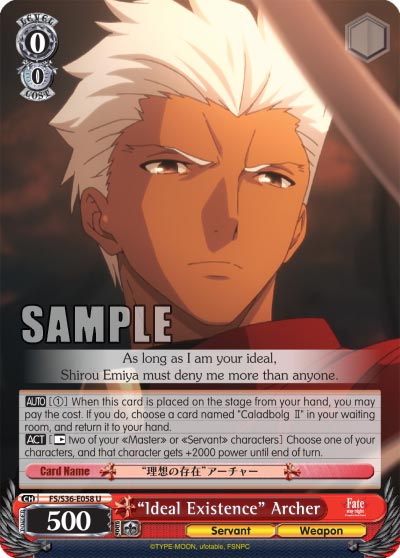 LEVEL
0
0
COST
SAMPLE
As long as I am your ideal,
Shirou Emiya must deny me more than anyone.
AUTO [①] When this card is placed on the stage from your hand, you may
pay the cost. If you do, choose a card named "Caladbolg Ⅱ" in your waiting
room, and return it to your hand.
ACT [ two of your «Master» or «Servant» characters] Choose one of your
characters, and that character gets +2000 power until end of turn.
Card Name
"理想の存在"アーチャー
CH FS/S36-E058 U
POWER
500
SOUL
"Ideal Existence" Archer
Fate
stay night
Servant
Weapon
©TYPE-MOON, ufotable, FSNPC